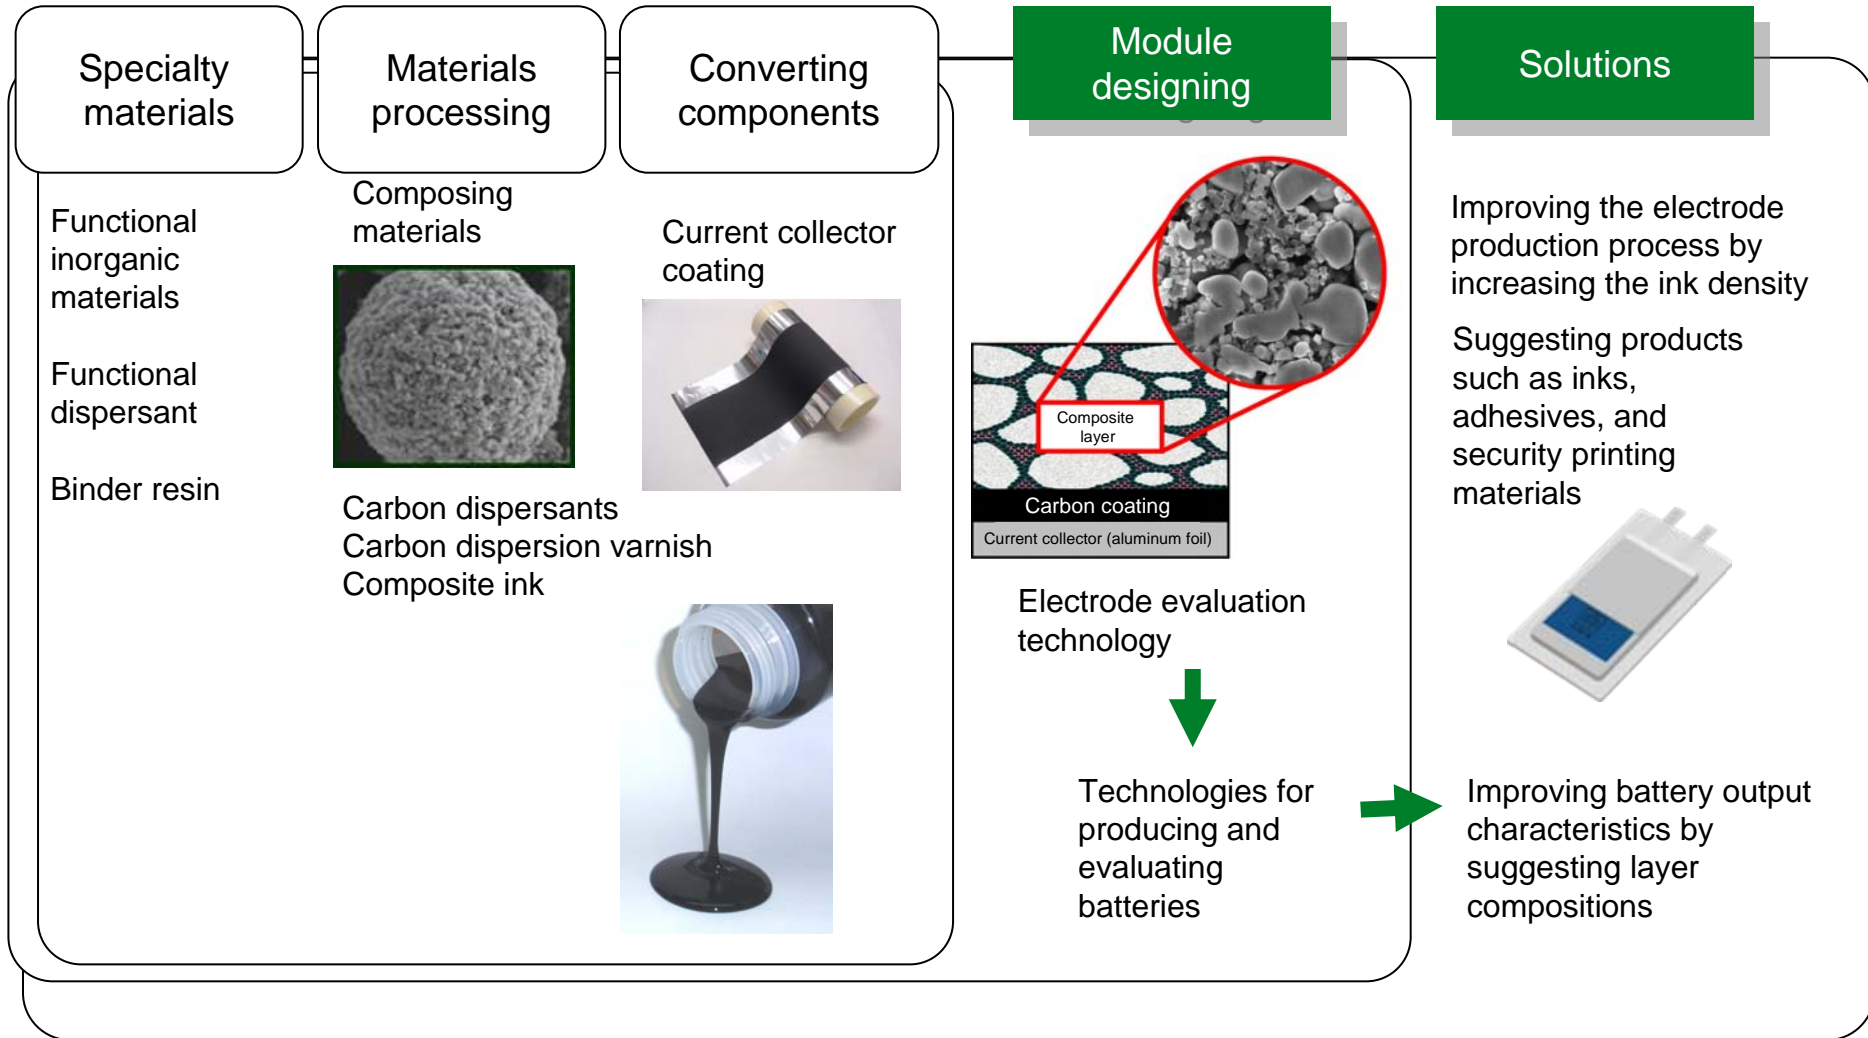 Specialty
materials
Materials
processing
Converting
components
Module
designing
Solutions
Functional
inorganic
materials
Functional
dispersant
Binder resin
Composing
materials
Carbon dispersants
Carbon dispersion varnish
Composite ink
Current collector
coating
Composite
layer
Carbon coating
Current collector (aluminum foil)
Electrode evaluation
technology
Technologies for
producing and
evaluating
batteries
Improving the electrode
production process by
increasing the ink density
Suggesting products
such as inks,
adhesives, and
security printing
materials
Improving battery output
characteristics by
suggesting layer
compositions